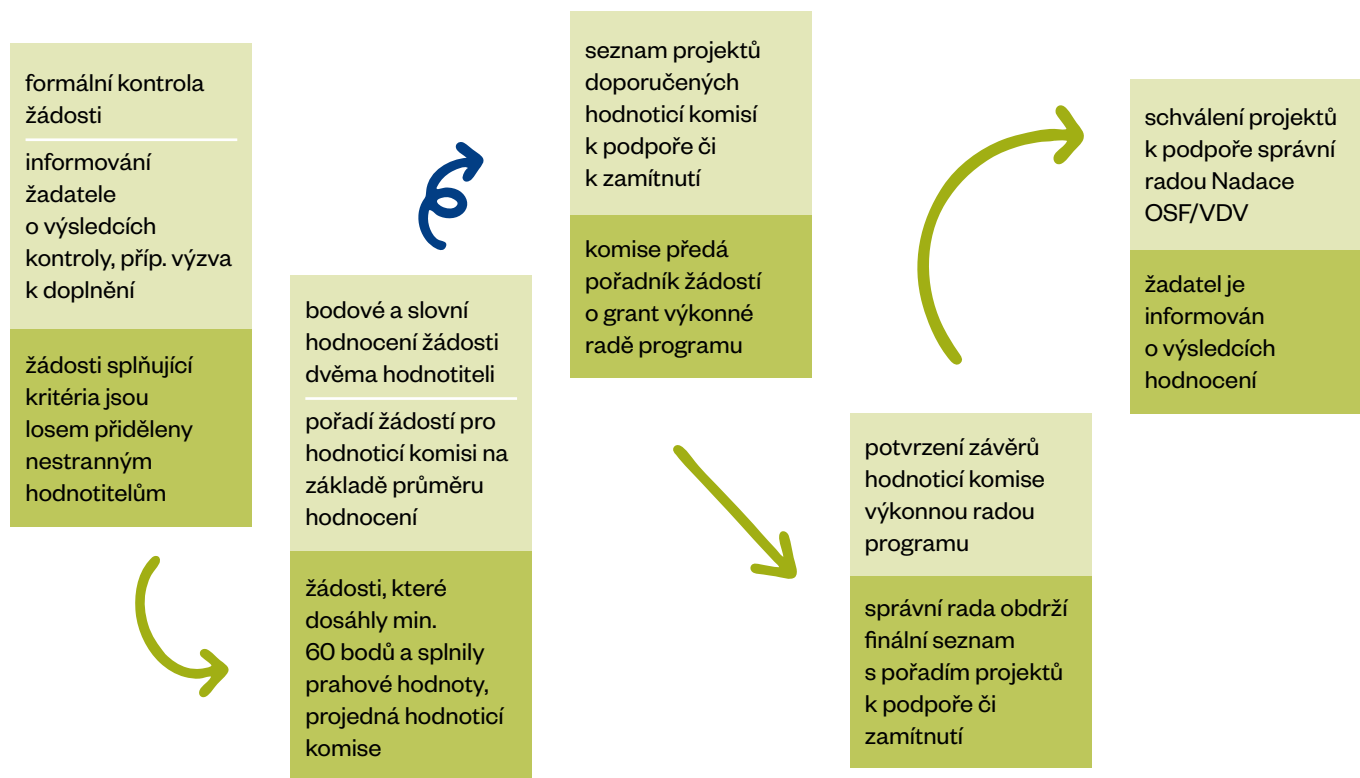 formální kontrola
žádosti
informování
žadatele
o výsledcích
kontroly, příp. výzva
k doplnění
žádosti splňující
kritéria jsou
losem přiděleny
nestranným
hodnotitelům
bodové a slovní
hodnocení žádosti
dvěma hodnotiteli
pořadí žádostí pro
hodnoticí komisi na
základě průměru
hodnocení
žádosti, které
dosáhly min.
60 bodů a splnily
prahové hodnoty,
projedná hodnoticí
komise
seznam projektů
doporučených
hodnoticí komisí
k podpoře či
k zamítnutí
komise předá
pořadník žádostí
o grant výkonné
radě programu
potvrzení závěrů
hodnoticí komise
výkonnou radou
programu
správní rada obdrží
finální seznam
s pořadím projektů
k podpoře či
zamítnutí
schválení projektů
k podpoře správní
radou Nadace
OSF/VDV
žadatel je
informován
o výsledcích
hodnocení